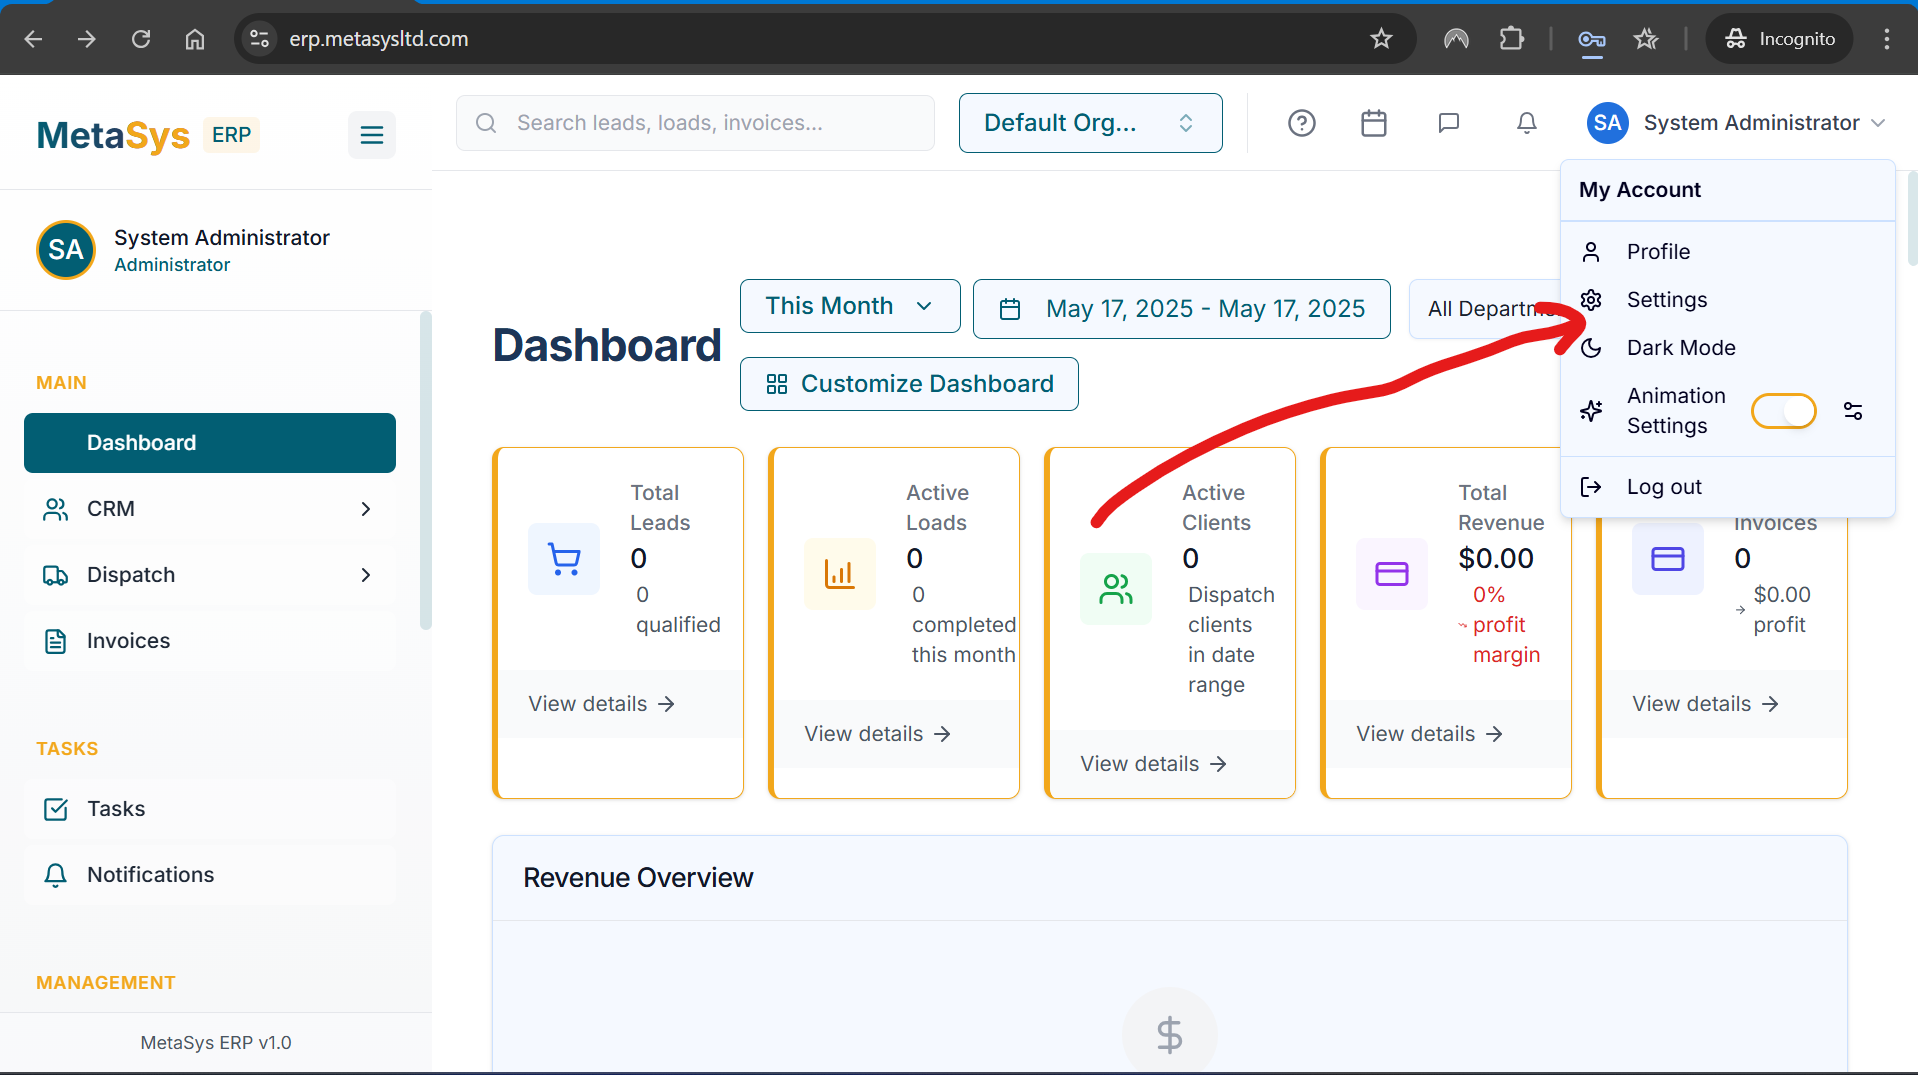 erp.metasysltd.com
Incognito
MetaSys ERP
Search leads, loads, invoices...
Default Org...
SA System Administrator
My Account
Profile
Settings
Dark Mode
Animation
Settings
Log out
SA
System Administrator
Administrator
MAIN
Dashboard
CRM
Dispatch
Invoices
TASKS
Tasks
Notifications
MANAGEMENT
MetaSys ERP v1.0
Dashboard
This Month
May 17, 2025 - May 17, 2025
Customize Dashboard
Total
Leads
0
0
qualified
View details
Active
Loads
0
0
completed
this month
View details
Active
Clients
0
Dispatch
clients
in date
range
View details
Total
Revenue
$0.00
0%
profit
margin
View details
Invoices
0
$0.00
profit
View details
Revenue Overview
$